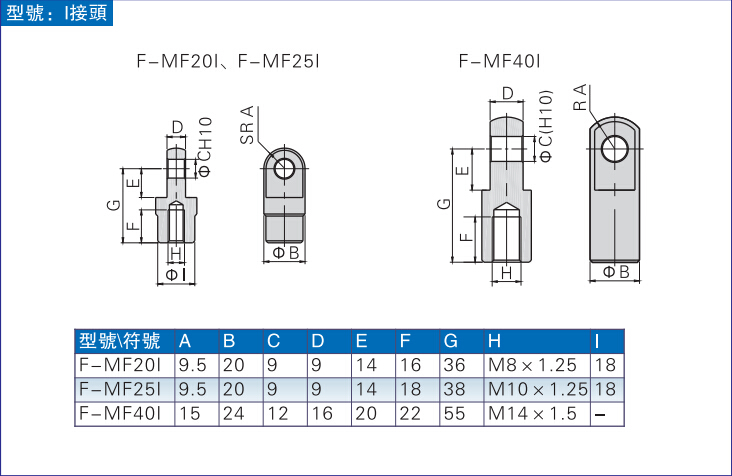 型號：I接頭
F-MF20I、F-MF25I
F-MF40I
D
ΦCH10
E
G
F
H
ΦI
SRA
ΦB
D
ΦC(H10)
E
G
F
H
RA
ΦB
型號\符號 A B C D E F G H I
F-MF20I 9.5 20 9 9 14 16 36 M8×1.25 18
F-MF25I 9.5 20 9 9 14 18 38 M10×1.25 18
F-MF40I 15 24 12 16 20 22 55 M14×1.5 -